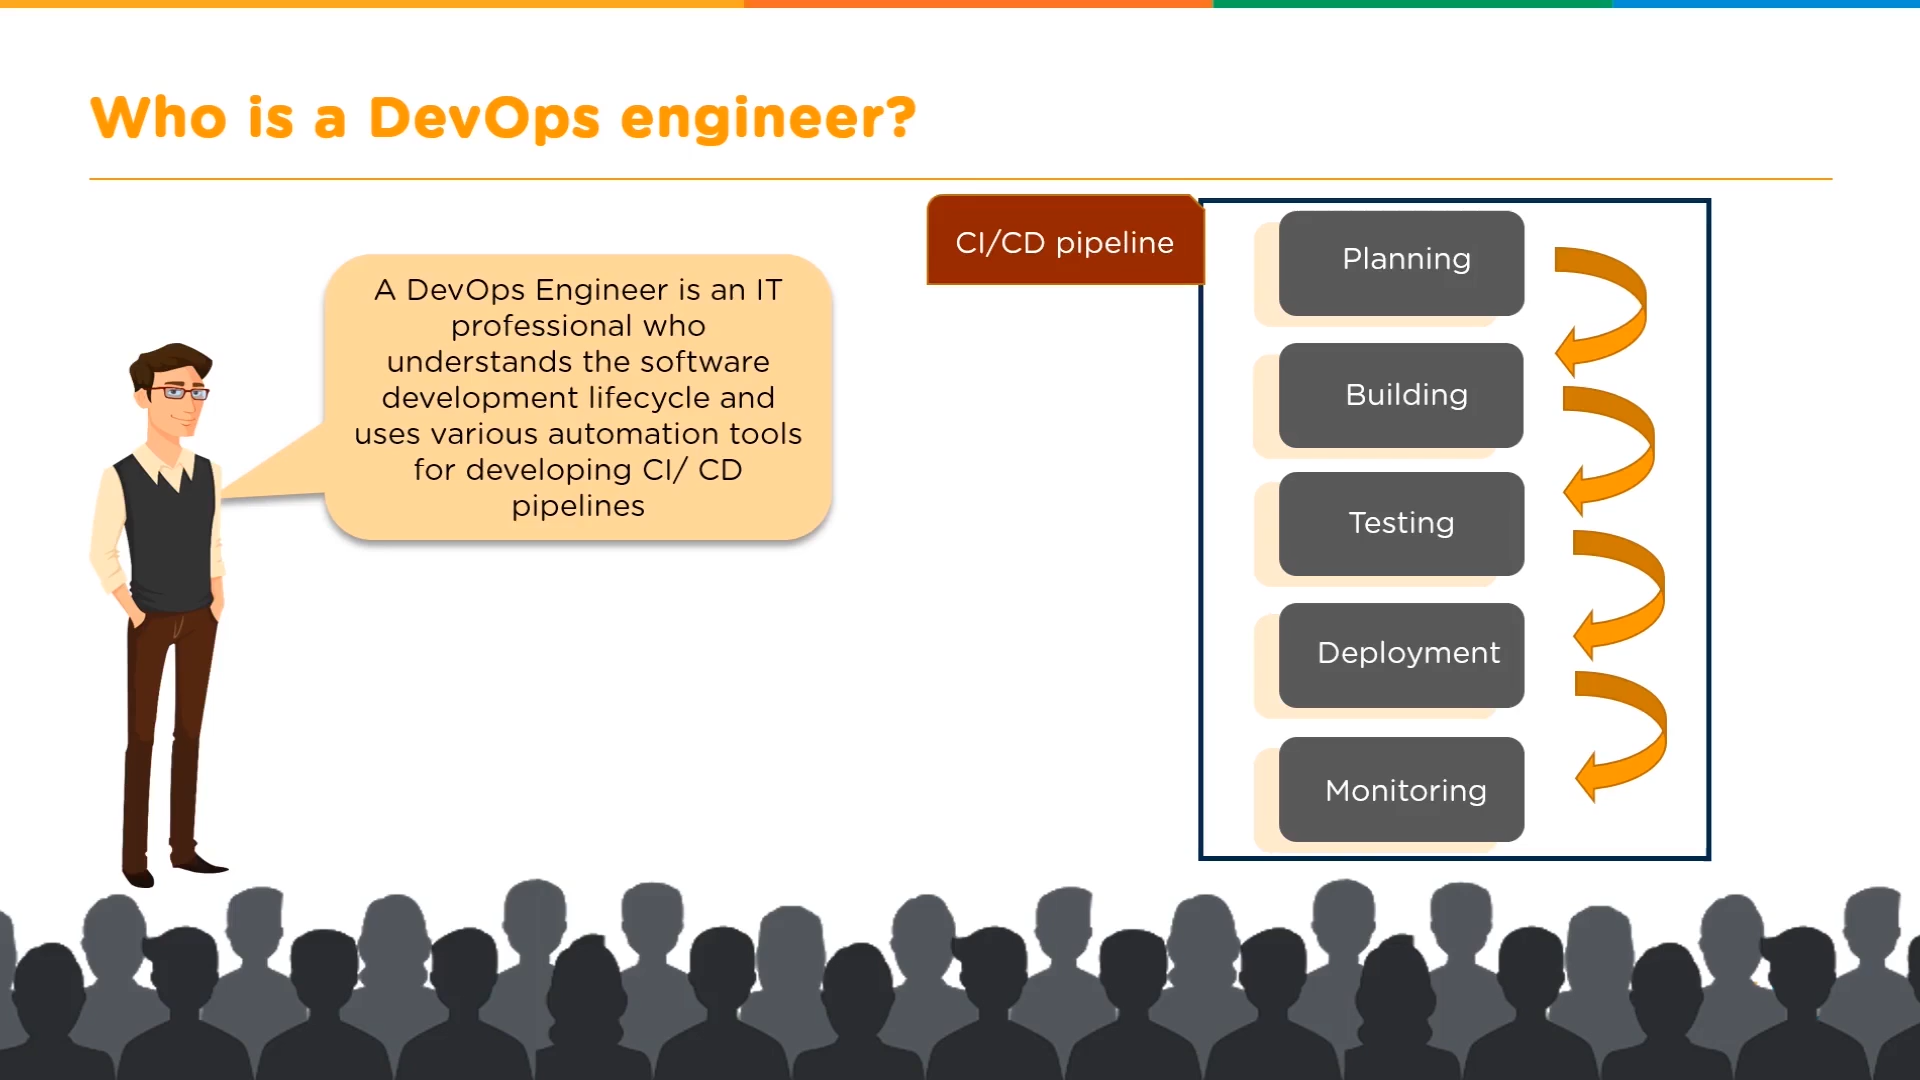 Who is a DevOps engineer?
A DevOps Engineer is an IT
professional who
understands the software
development lifecycle and
uses various automation tools
for developing CI/ CD
pipelines
CI/CD pipeline
Planning
Building
Testing
Deployment
Monitoring